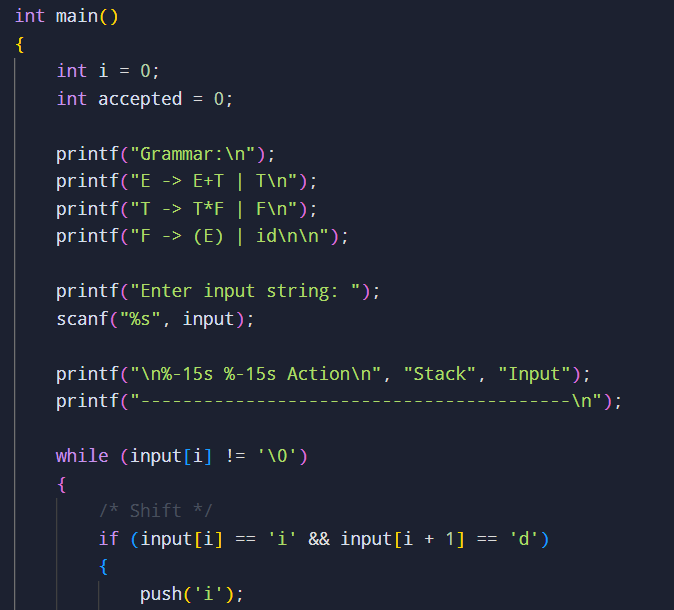 int main()
{
    int i = 0;
    int accepted = 0;

    printf("Grammar:\n");
    printf("E -> E+T | T\n");
    printf("T -> T*F | F\n");
    printf("F -> (E) | id\n\n");

    printf("Enter input string: ");
    scanf("%s", input);

    printf("\n%-15s %-15s Action\n", "Stack", "Input");
    printf("-----------------------------------------\n");

    while (input[i] != '\0')
    {
        /* Shift */
        if (input[i] == 'i' && input[i + 1] == 'd')
        {
            push('i');